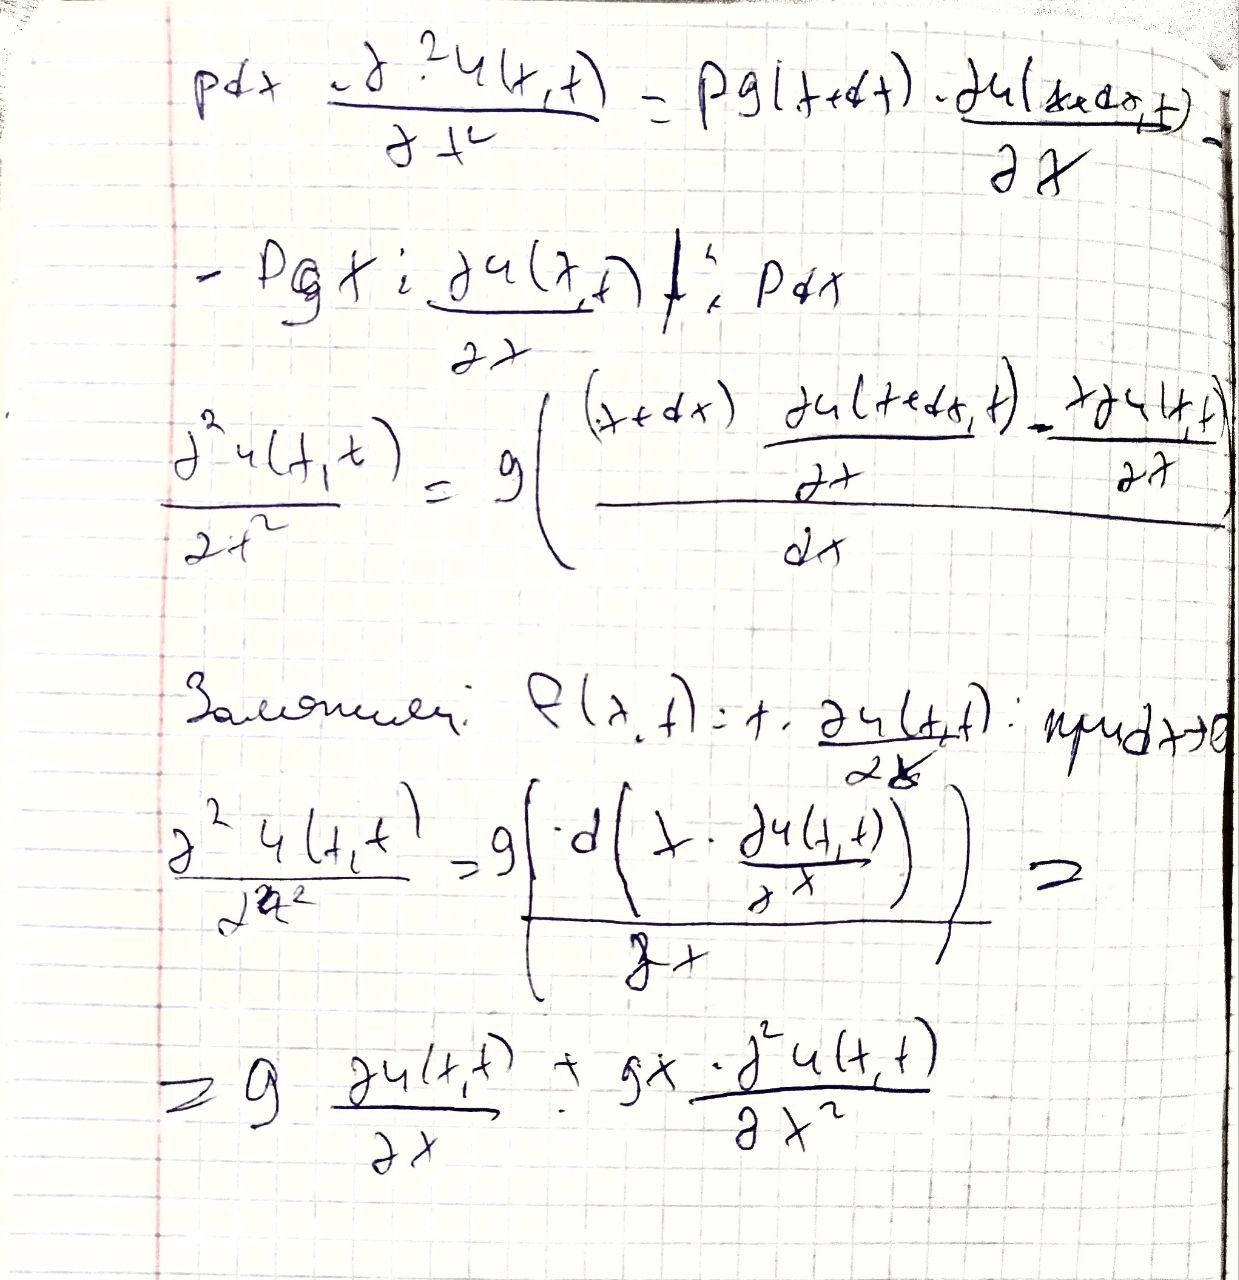 ρdx · ∂²u(x,t)/∂t² = ρg(x+dx) · ∂u(x+dx,t)/∂x -
- ρgx · ∂u(x,t)/∂x | : ρdx
∂²u(x,t)/∂t² = g( ((x+dx) ∂u(x+dx,t)/∂x - x∂u(x,t)/∂x)/dx )
F(x,t) = x · ∂u(x,t)/∂x : при dx→0
∂²u(x,t)/∂t² = g( ∂(x · ∂u(x,t)/∂x)/∂x ) =
= g ∂u(x,t)/∂x + gx · ∂²u(x,t)/∂x²